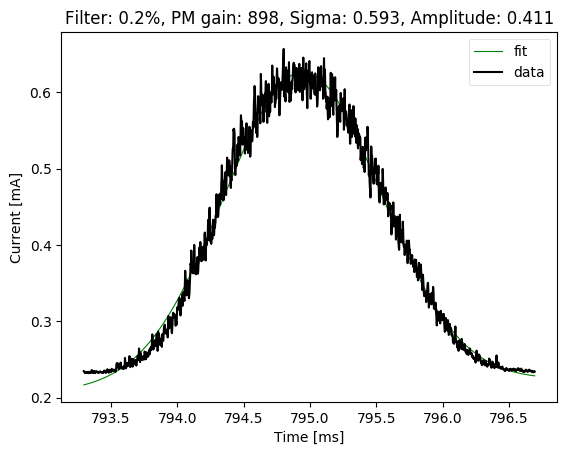 Filter: 0.2%, PM gain: 898, Sigma: 0.593, Amplitude: 0.411
fit
data
0.6
0.5
0.4
0.3
0.2
Current [mA]
793.5 794.0 794.5 795.0 795.5 796.0 796.5
Time [ms]